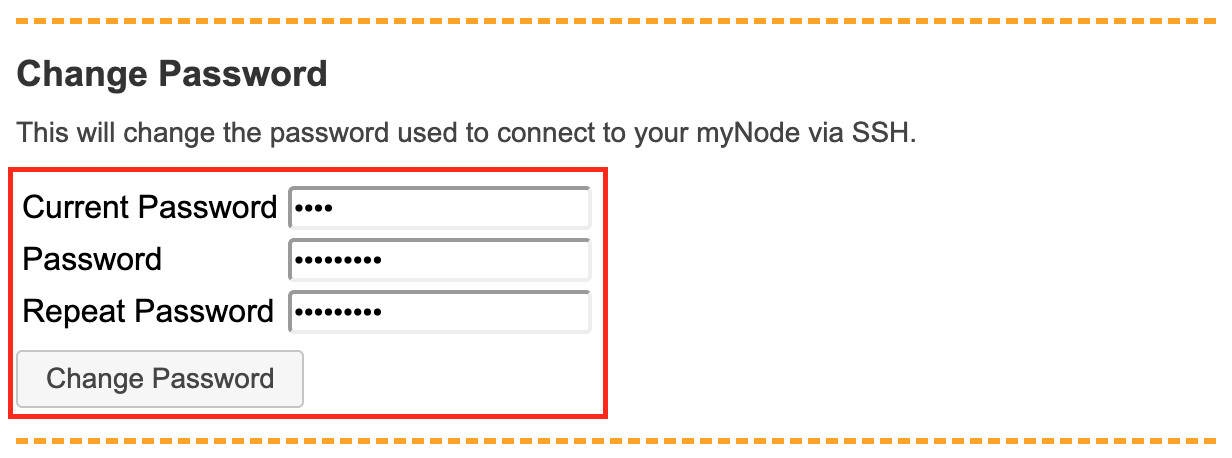 Change Password
This will change the password used to connect to your myNode via SSH.
Current Password ••••
Password •••••••••
Repeat Password •••••••••
Change Password